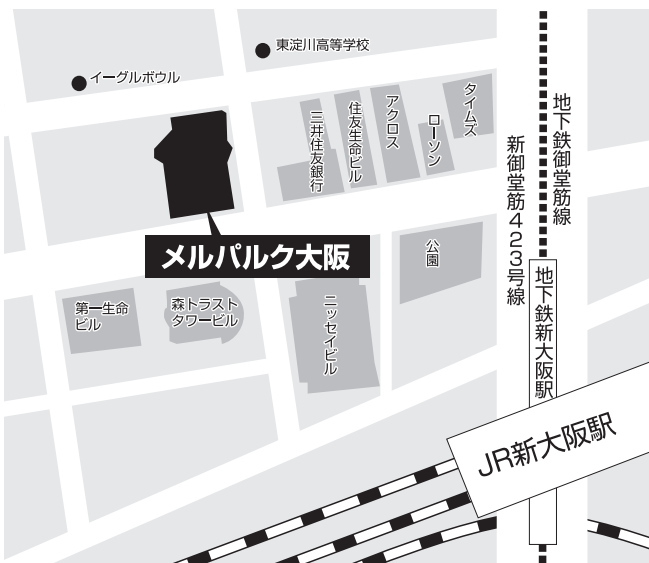 東淀川高等学校
イーグルボウル
タイムズ
アクロス
ローソン
住友生命ビル
三井住友銀行
地下鉄御堂筋線
新御堂筋423号線
メルパルク大阪
公園
地下鉄新大阪駅
第一生命
ビル
森トラスト
タワービル
ニッセイビル
JR新大阪駅